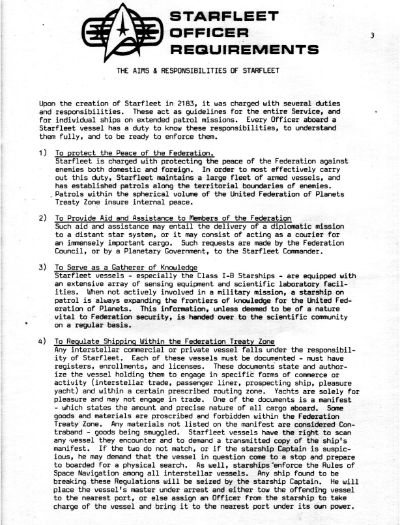 STARFLEET
OFFICER
REQUIREMENTS
3
THE AIMS & RESPONSIBILITIES OF STARFLEET
Upon the creation of Starfleet in 2183, it was charged with several duties
and responsibilities. These act as guidelines for the entire Service, and
for individual ships on extended patrol missions. Every Officer aboard a
Starfleet vessel has a duty to know these responsibilities, to understand
them fully, and to be ready to enforce them.
1) To protect the Peace of the Federation.
Starfleet is charged with protecting the peace of the Federation against
enemies both domestic and foreign. In order to most effectively carry
out this duty, Starfleet maintains a large fleet of armed vessels, and
has established patrols along the territorial boundaries of enemies.
Patrols within the spherical volume of the United Federation of Planets
Treaty Zone insure internal peace.
2) To Provide Aid and Assistance to Members of the Federation
Such aid and assistance may entail the delivery of a diplomatic mission
to a distant star system, or it may consist of acting as a courier for
an immensely important cargo. Such requests are made by the Federation
Council, or by a Planetary Government, to the Starfleet Commander.
3) To Serve as a Gatherer of Knowledge
Starfleet vessels - especially the Class I-B Starships - are equipped with
an extensive array of sensing equipment and scientific laboratory facil-
ities. When not actively involved in a military mission, a starship on
patrol is always expanding the frontiers of knowledge for the United Fed-
eration of Planets. This information, unless deemed to be of a nature
vital to Federation security, is handed over to the scientific community
on a regular basis.
4) To Regulate Shipping Within the Federation Treaty Zone
Any interstellar commercial or private vessel falls under the responsibil-
ity of Starfleet. Each of these vessels must be documented - must have
registers, enrollments, and licenses. These documents state and author-
ize the vessel holding them to engage in specific forms of commerce or
activity (interstellar trade, passenger liner, prospecting ship, pleasure
yacht) and within a certain prescribed routing zone. Yachts are solely for
pleasure and may not engage in trade. One of the documents is a manifest
- which states the amount and precise nature of all cargo aboard. Some
goods and materials are proscribed and forbidden within the Federation
Treaty Zone. Any materials not listed on the manifest are considered Con-
traband - goods being smuggled. Starfleet vessels have the right to scan
any vessel they encounter and to demand a transmitted copy of the ship's
manifest. If the two do not match, or if the starship Captain is suspic-
ious, he may demand that the vessel in question come to a stop and prepare
to boarded for a physical search. As well, starships enforce the Rules of
Space Navigation among all interstellar vessels. Any ship found to be
breaking these Regulations will be seized by the starship Captain. He will
place the vessel's master under arrest and either tow the offending vessel
to the nearest port, or else assign an Officer from the starship to take
charge of the vessel and bring it to the nearest port under its own power.